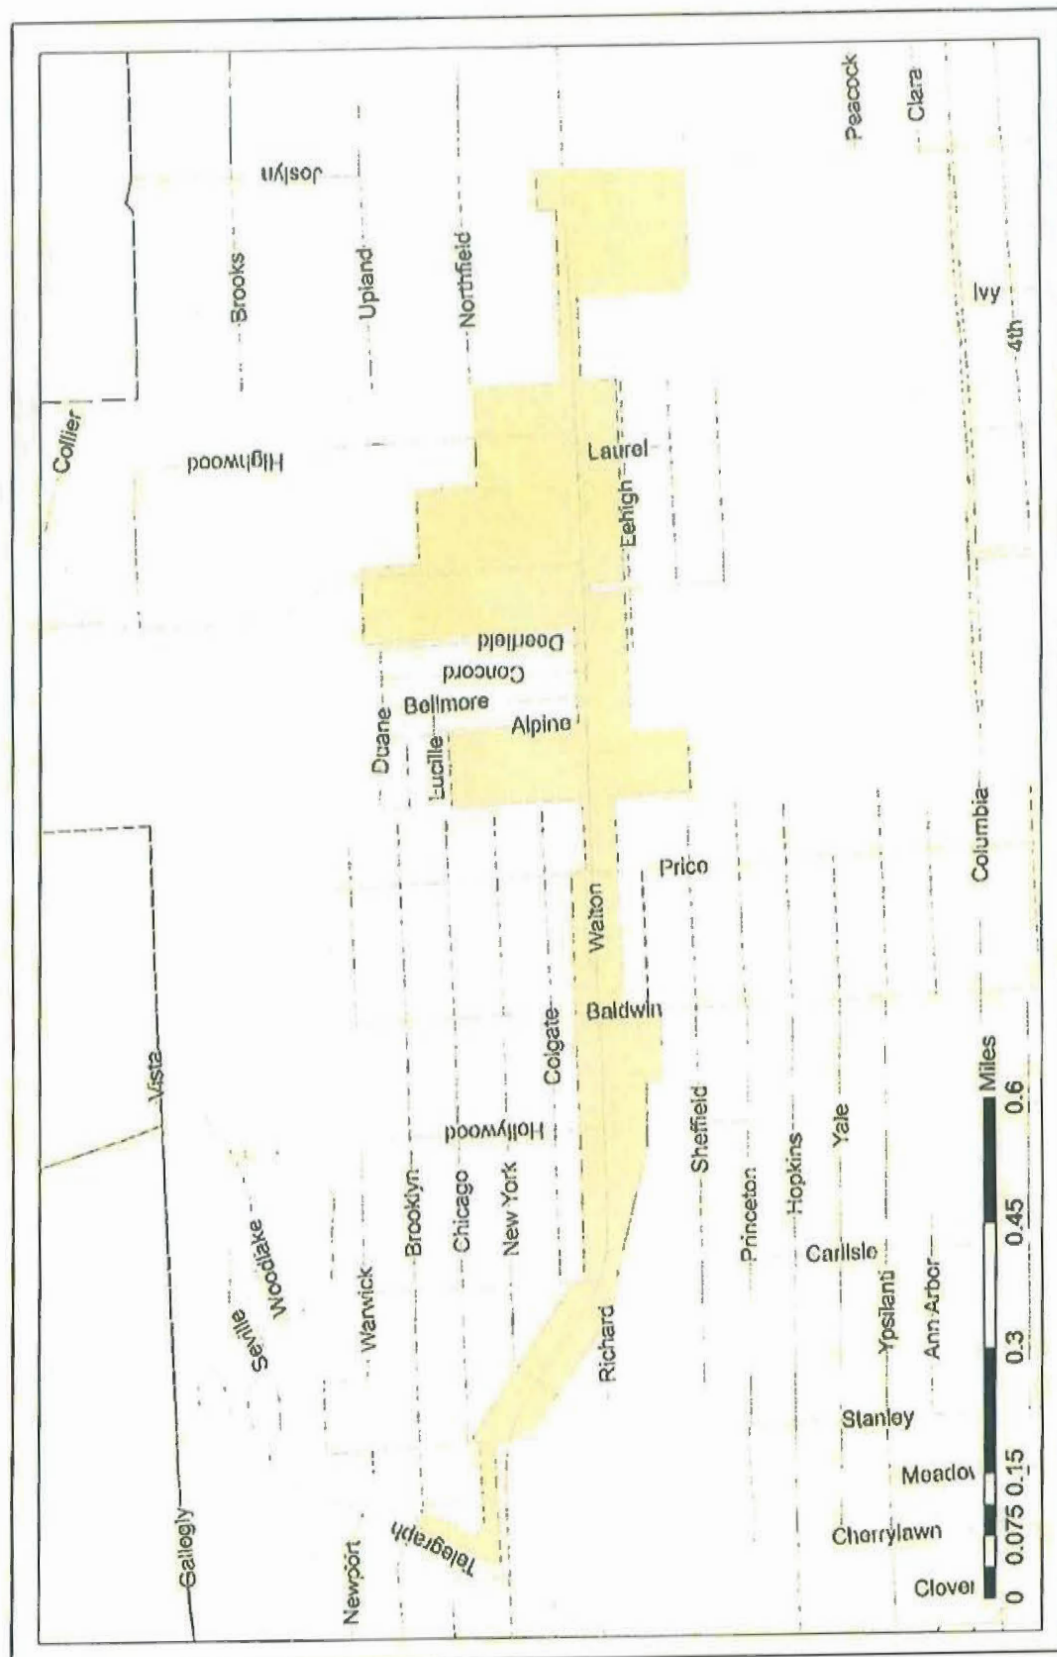 Peacock
Clara
Joslyn
Brooks
Upland
Northfield
Ivy
4th
Collier
Highwood
Laurel
Lehigh
Deerfield
Concord
Bellmore
Alpine
Duane
Lucille
Columbia
Price
Walton
Baldwin
Colgate
Vista
Hollywood
Sheffield
Yale
Hopkins
Princeton
Brooklyn
Chicago
New York
Carlisle
Woodlake
Seville
Warwick
Richard
Ypsilanti
Ann Arbor
Stanley
Meadow
Telegraph
Gallogly
Newport
Cherrylawn
Clover
0 0.075 0.15 0.3 0.45 0.6
Miles